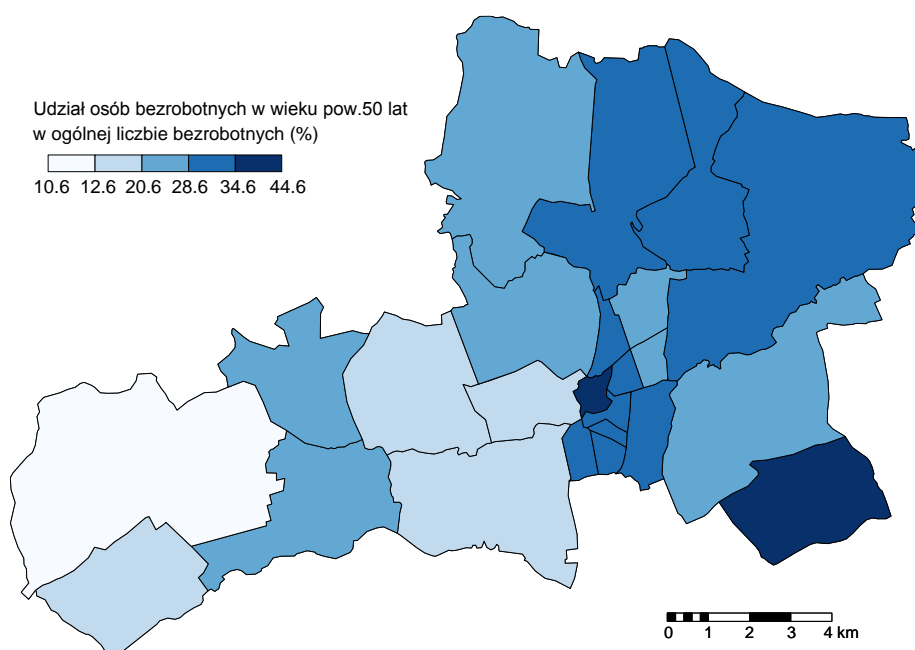 Udział osób bezrobotnych w wieku pow.50 lat
w ogólnej liczbie bezrobotnych (%)
10.6 12.6 20.6 28.6 34.6 44.6
0 1 2 3 4 km